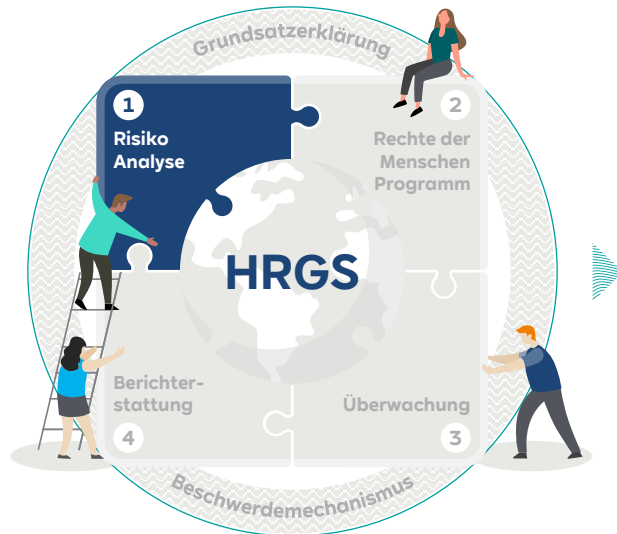 Grundsatzerklärung
1
Risiko
Analyse
2
Rechte der
Menschen
Programm
HRGS
Berichter-
stattung
4
Überwachung
3
Beschwerdemechanismus